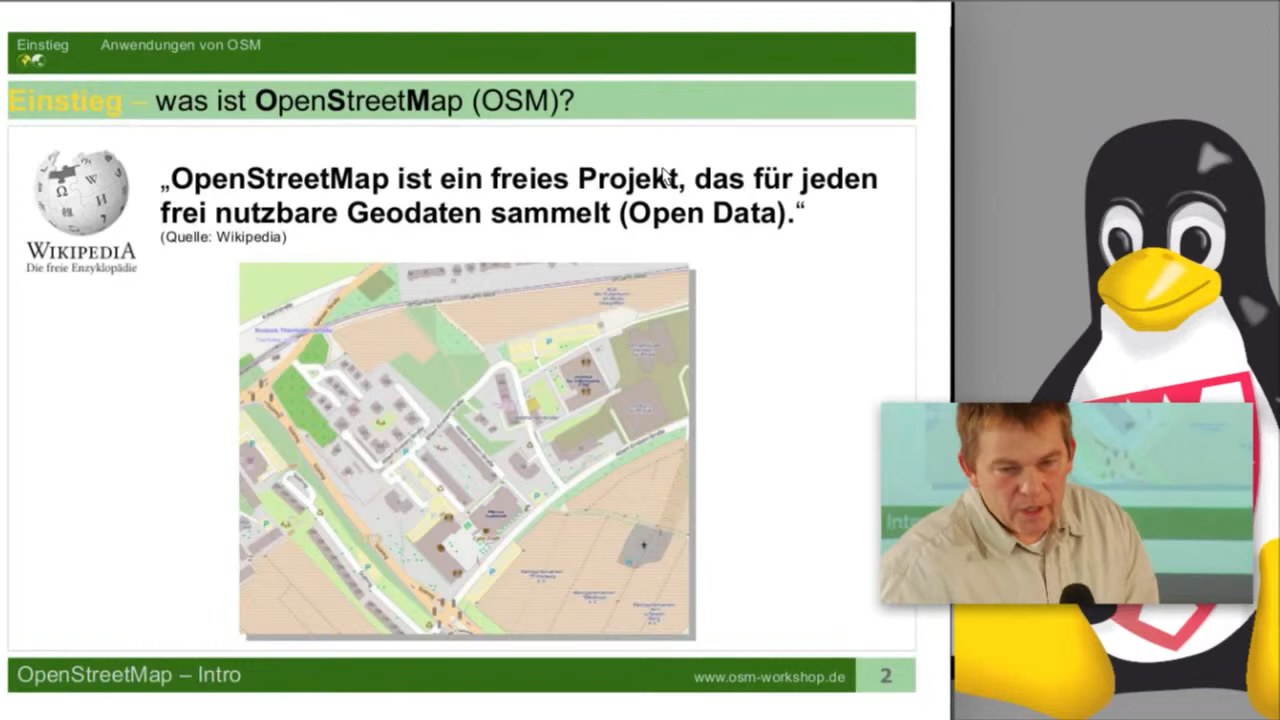 Einstieg Anwendungen von OSM
Einstieg – was ist OpenStreetMap (OSM)?
„OpenStreetMap ist ein freies Projekt, das für jeden
frei nutzbare Geodaten sammelt (Open Data).“
(Quelle: Wikipedia)
WIKIPEDIA
Die freie Enzyklopädie
OpenStreetMap – Intro
www.osm-workshop.de
2